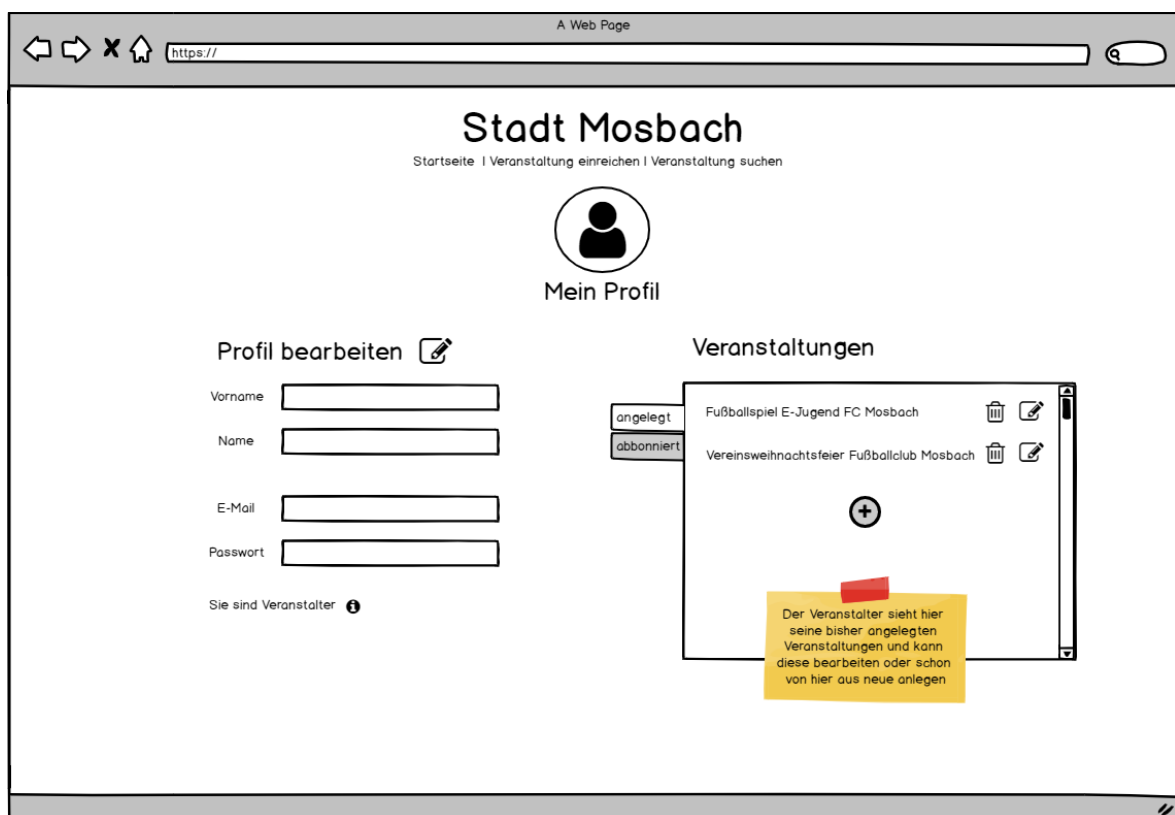 A Web Page
https://
Stadt Mosbach
Startseite | Veranstaltung einreichen | Veranstaltung suchen
Mein Profil
Profil bearbeiten
Vorname
Name
E-Mail
Passwort
Sie sind Veranstalter
Veranstaltungen
angelegt
abbonniert
Fußballspiel E-Jugend FC Mosbach
Vereinsweihnachtsfeier Fußballclub Mosbach
Der Veranstalter sieht hier
seine bisher angelegten
Veranstaltungen und kann
diese bearbeiten oder schon
von hier aus neue anlegen